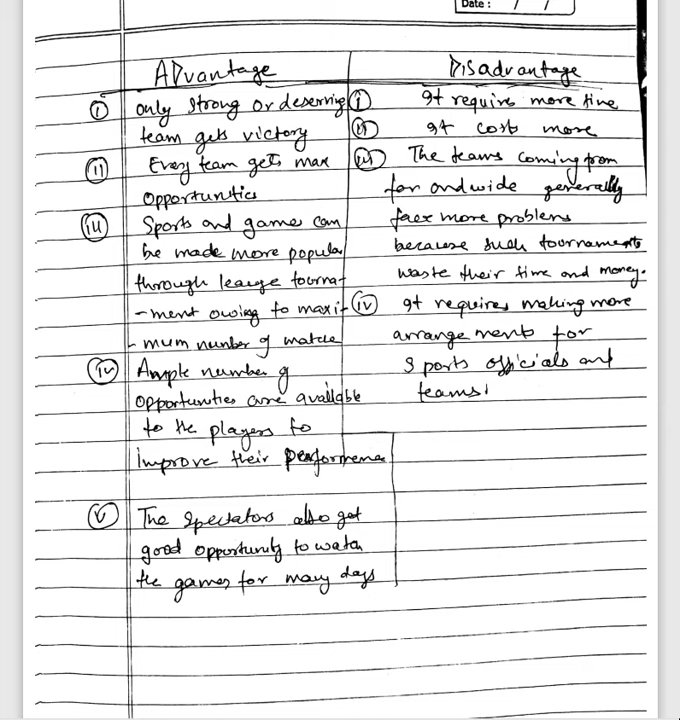 Date : / /
Advantage
(i) only strong or deserving
team gets victory
(ii) Every team gets max
opportunities
(iii) Sports and game can
be made more popular
through league tourna-
-ment owing to maxi-
-mum number of matche
(iv) Ample number of
opportunities are available
to the players to
improve their performena
(v) The spectators also get
good opportunity to watch
the games for many days
Disadvantage
(i) It require more time
(ii) It cost more
(iii) The teams coming from
far and wide generally
face more problems
because such tournaments
waste their time and money.
(iv) It requires making more
arrangements for
sports officials and
teams.